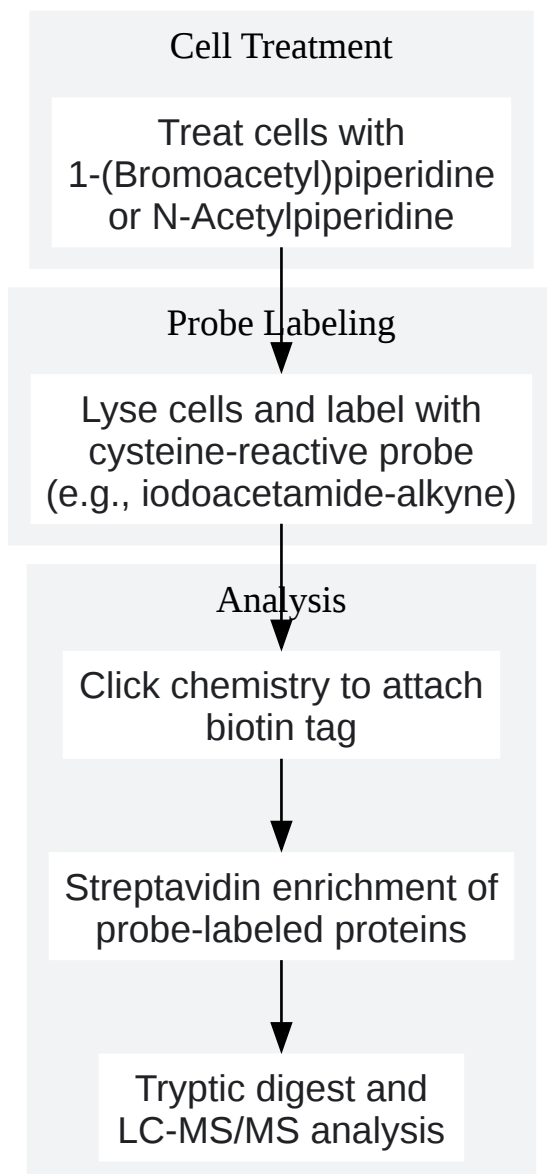 Cell Treatment
Treat cells with
1-(Bromoacetyl)piperidine
or N-Acetylpiperidine
Probe Labeling
Lyse cells and label with
cysteine-reactive probe
(e.g., iodoacetamide-alkyne)
Analysis
Click chemistry to attach
biotin tag
Streptavidin enrichment of
probe-labeled proteins
Tryptic digest and
LC-MS/MS analysis